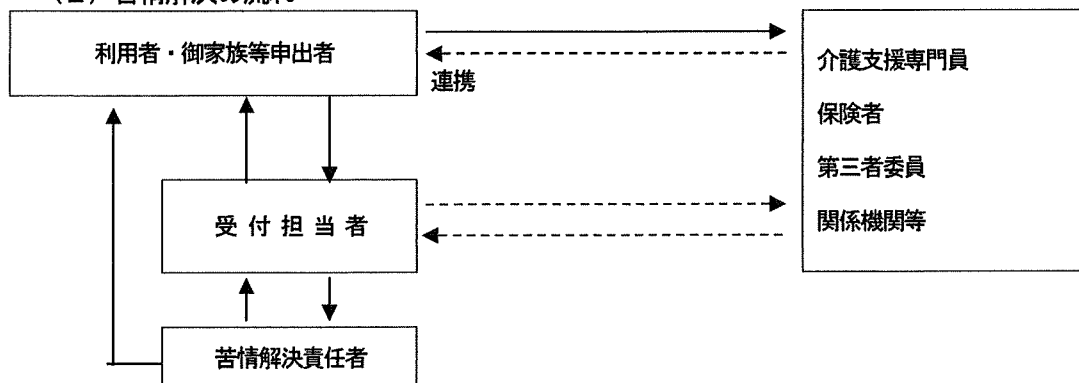 利用者・御家族等申出者
連携
介護支援専門員
保険者
第三者委員
関係機関等
受付担当者
苦情解決責任者